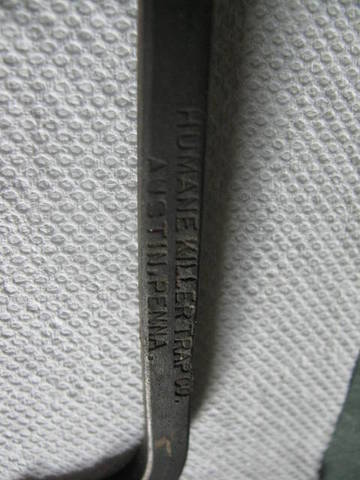 HUMANE KILLER TRAP CO.
AUSTIN, PENNA.